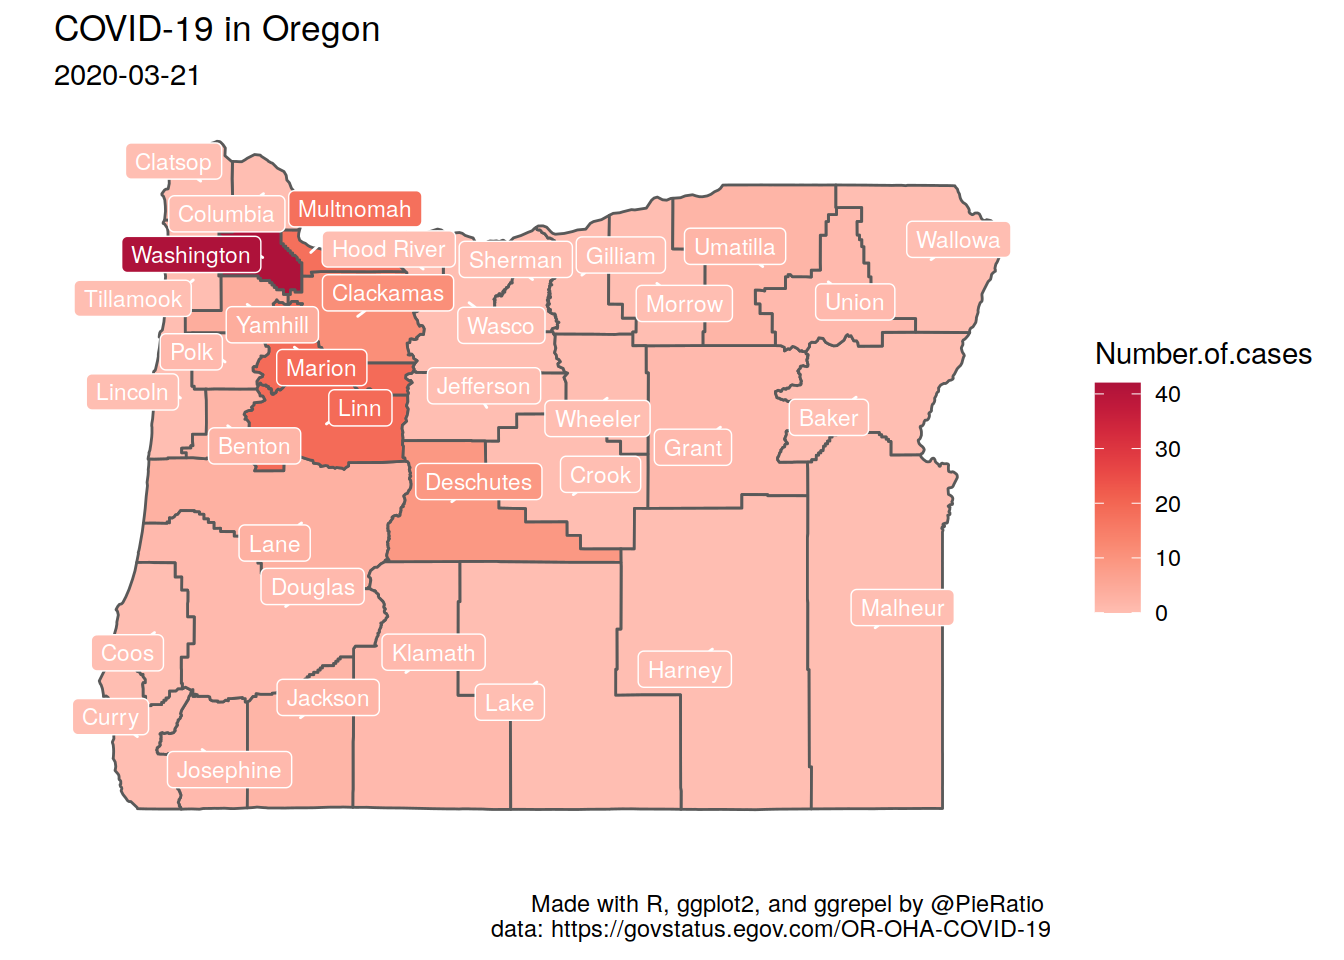 COVID-19 in Oregon
2020-03-21
Clatsop
Columbia
Multnomah
Washington
Hood River
Sherman
Gilliam
Umatilla
Wallowa
Tillamook
Clackamas
Morrow
Union
Yamhill
Wasco
Polk
Marion
Lincoln
Jefferson
Linn
Wheeler
Baker
Benton
Grant
Deschutes
Crook
Lane
Douglas
Malheur
Coos
Klamath
Harney
Jackson
Lake
Curry
Josephine
Number.of.cases
40
30
20
10
0
Made with R, ggplot2, and ggrepel by @PieRatio
data: https://govstatus.egov.com/OR-OHA-COVID-19